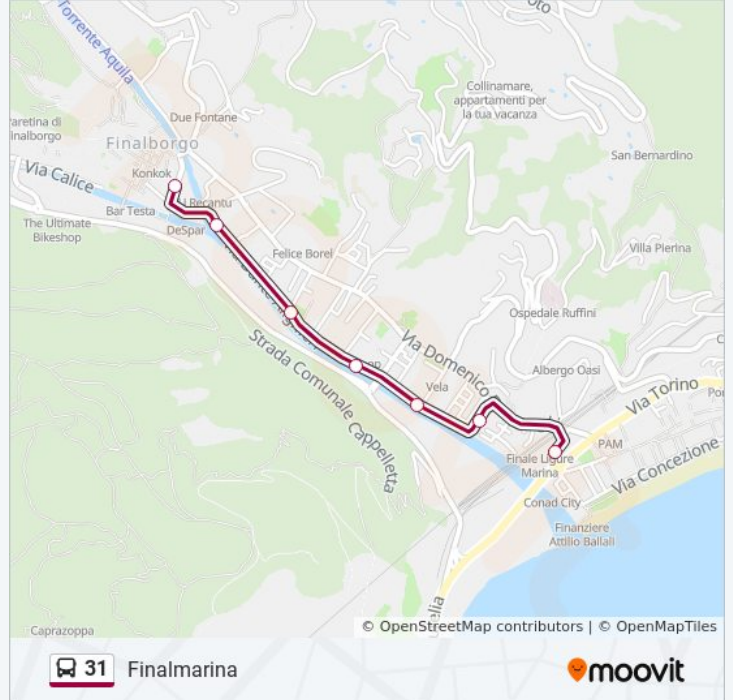 oto
Torrente Aquila
Collinamare,
appartamenti per
la tua vacanza
Due Fontane
Finalborgo
San Bernardino
Konkok
Via Calice
Recantu
Bar Testa
DeSpar
The Ultimate
Bikeshop
Felice Borel
Villa Pierina
Ospedale Ruffini
Via Domenico
Strada Comunale Cappelletta
Albergo Oasi
Vela
Via Torino
PAM
Finale Ligure
Marina
Via Concezione
Conad City
Finanziere
Attilio Ballali
Caprazoppa
© OpenStreetMap contributors | © OpenMapTiles
31 Finalmarina
moovit